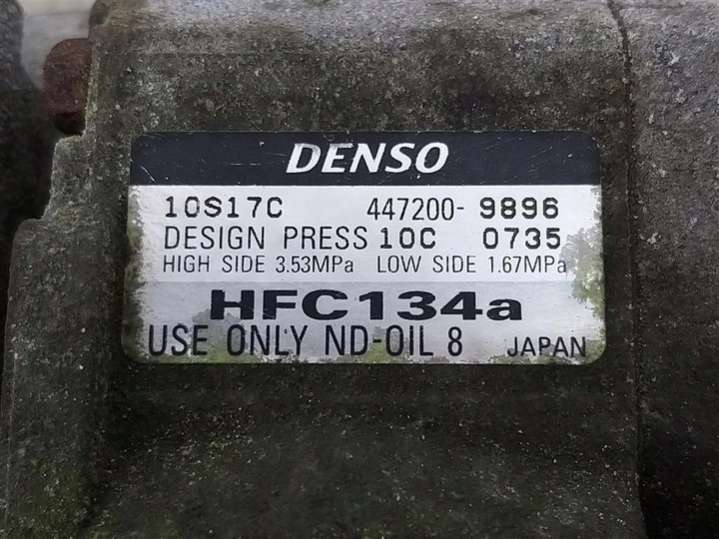 DENSO
10S17C 447200-9896
DESIGN PRESS 10C 0735
HIGH SIDE 3.53MPa LOW SIDE 1.67MPa
HFC134a
USE ONLY ND-OIL 8 JAPAN